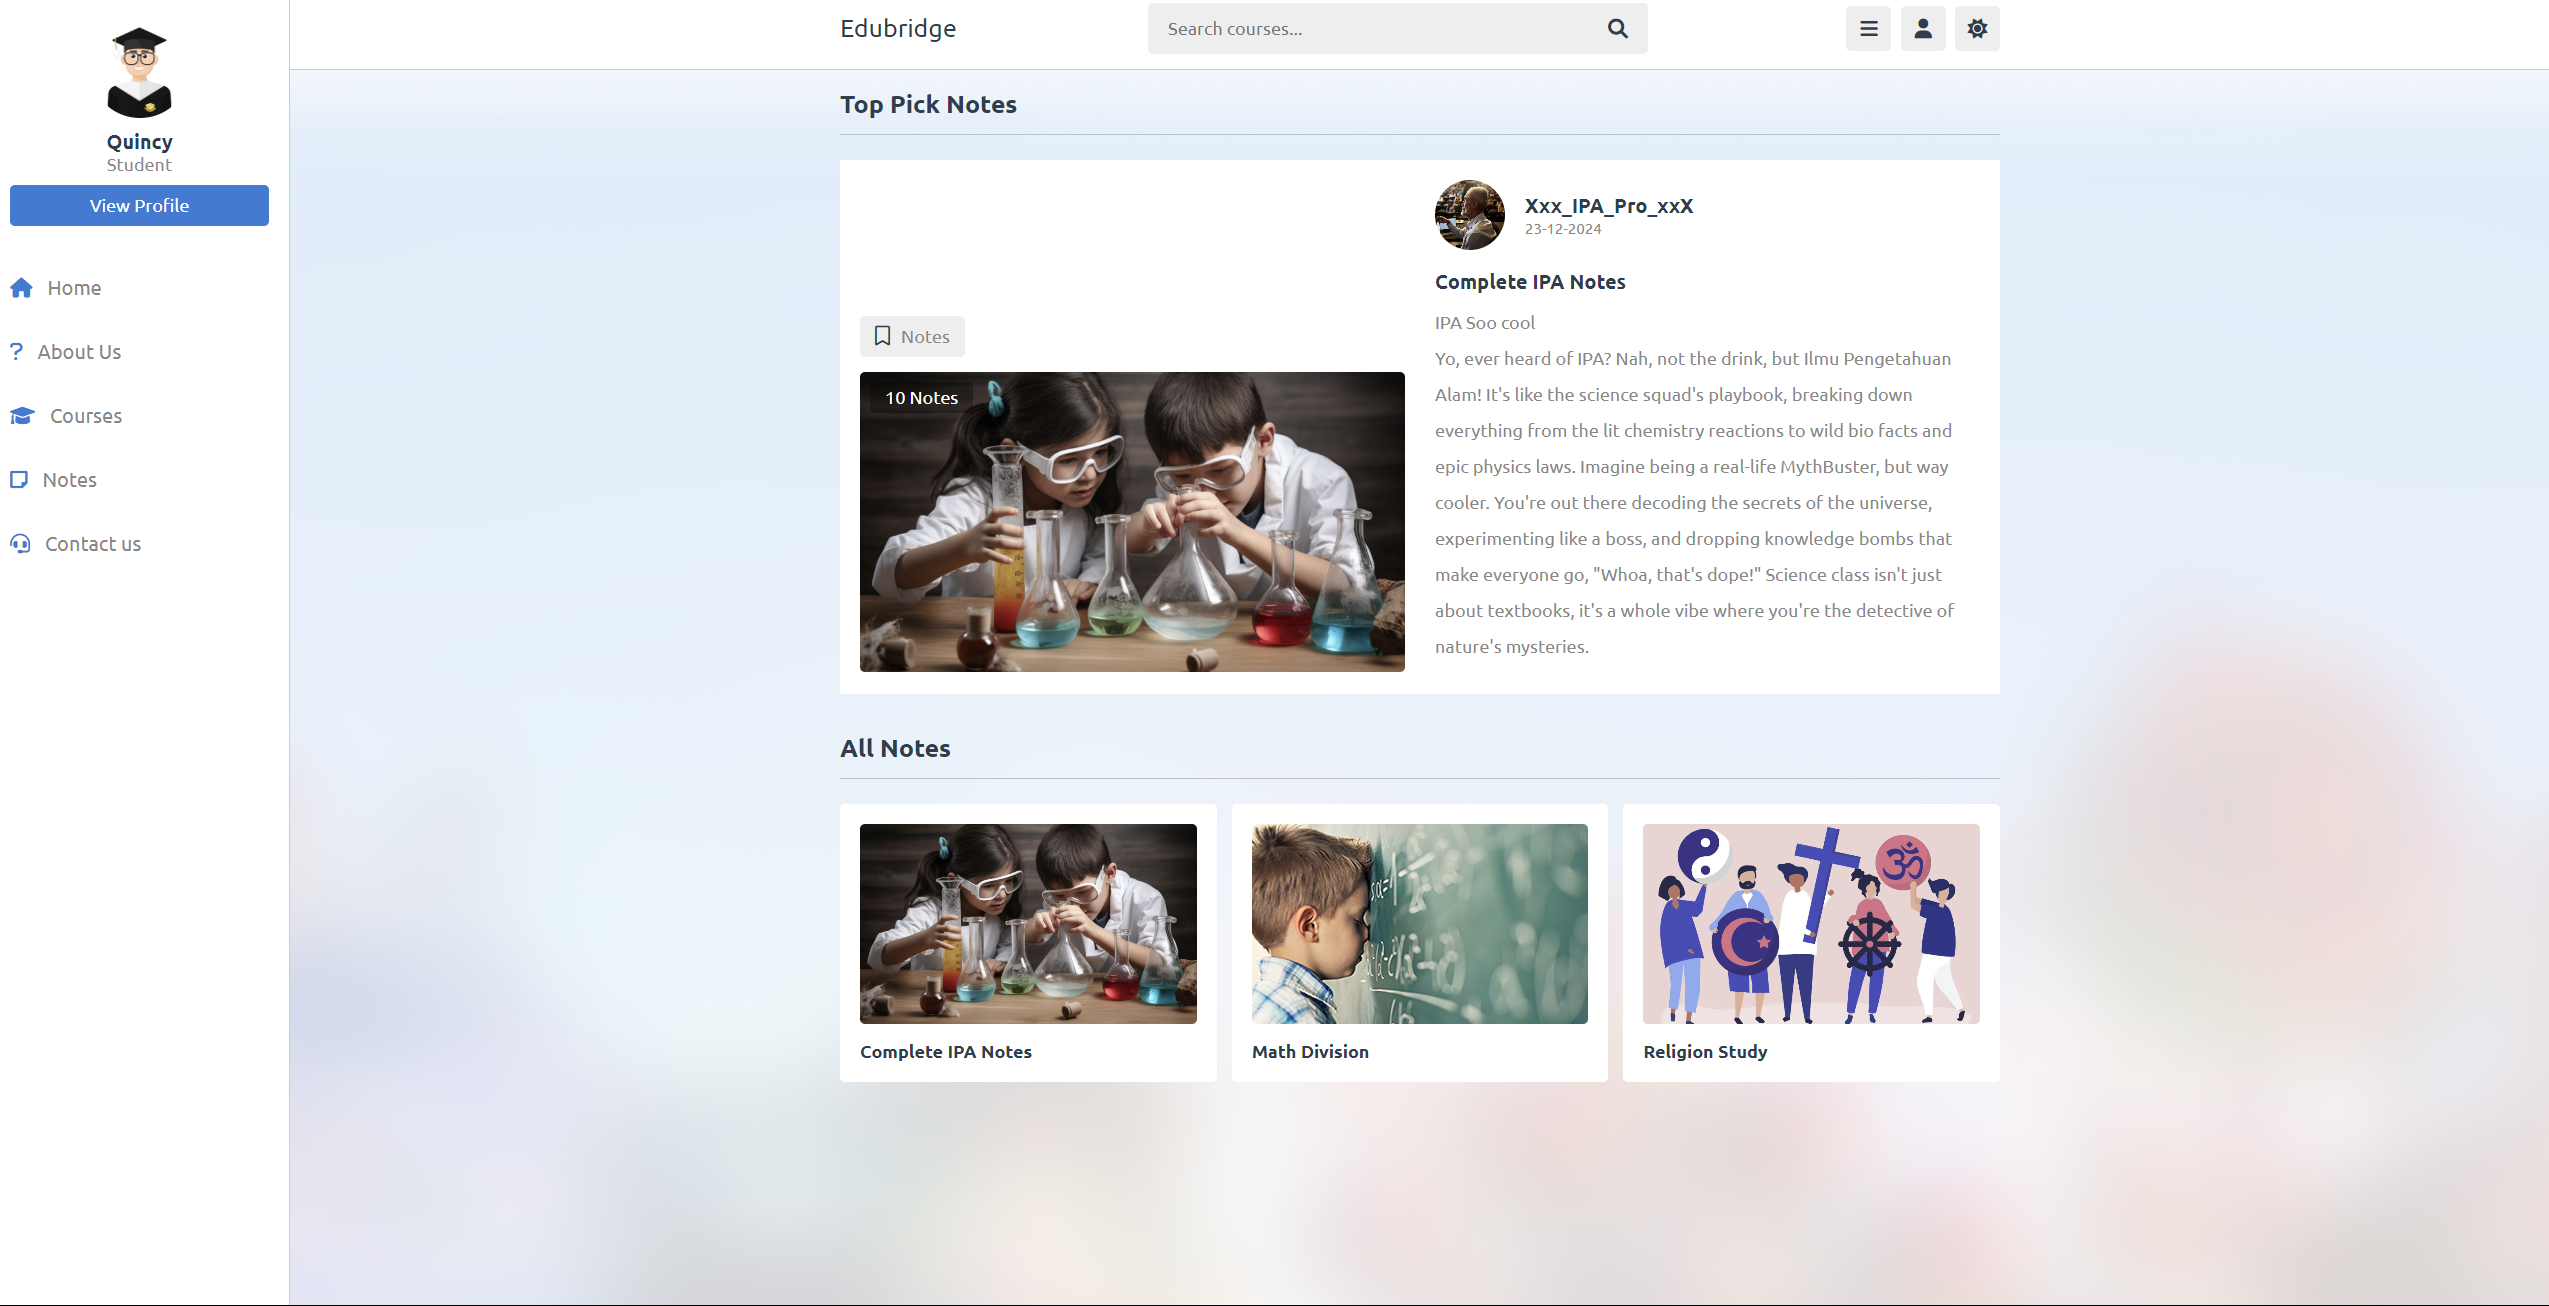 Quincy
Student
View Profile
Home
About Us
Courses
Notes
Contact us
Edubridge
Search courses...
Top Pick Notes
Notes
10 Notes
Xxx_IPA_Pro_xxX
23-12-2024
Complete IPA Notes
IPA Soo cool
Yo, ever heard of IPA? Nah, not the drink, but Ilmu Pengetahuan
Alam! It's like the science squad's playbook, breaking down
everything from the lit chemistry reactions to wild bio facts and
epic physics laws. Imagine being a real-life MythBuster, but way
cooler. You're out there decoding the secrets of the universe,
experimenting like a boss, and dropping knowledge bombs that
make everyone go, "Whoa, that's dope!" Science class isn't just
about textbooks, it's a whole vibe where you're the detective of
nature's mysteries.
All Notes
Complete IPA Notes
Math Division
Religion Study